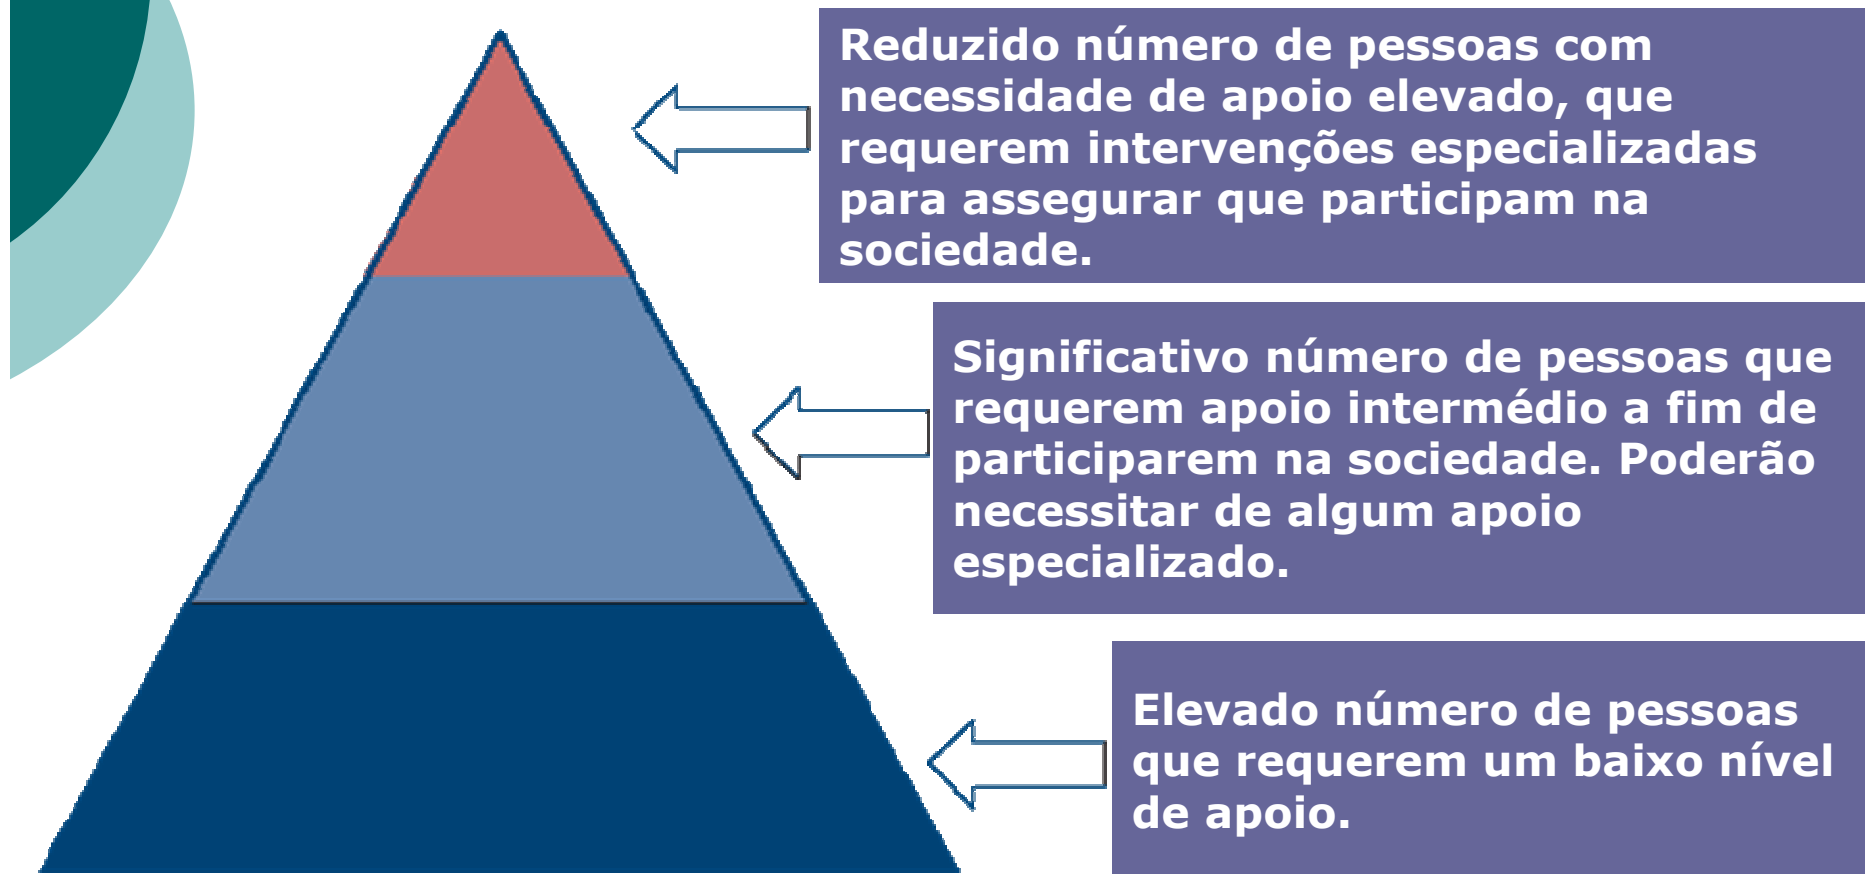 Reduzido número de pessoas com
necessidade de apoio elevado, que
requerem intervenções especializadas
para assegurar que participam na
sociedade.
Significativo número de pessoas que
requerem apoio intermédio a fim de
participarem na sociedade. Poderão
necessitar de algum apoio
especializado.
Elevado número de pessoas
que requerem um baixo nível
de apoio.